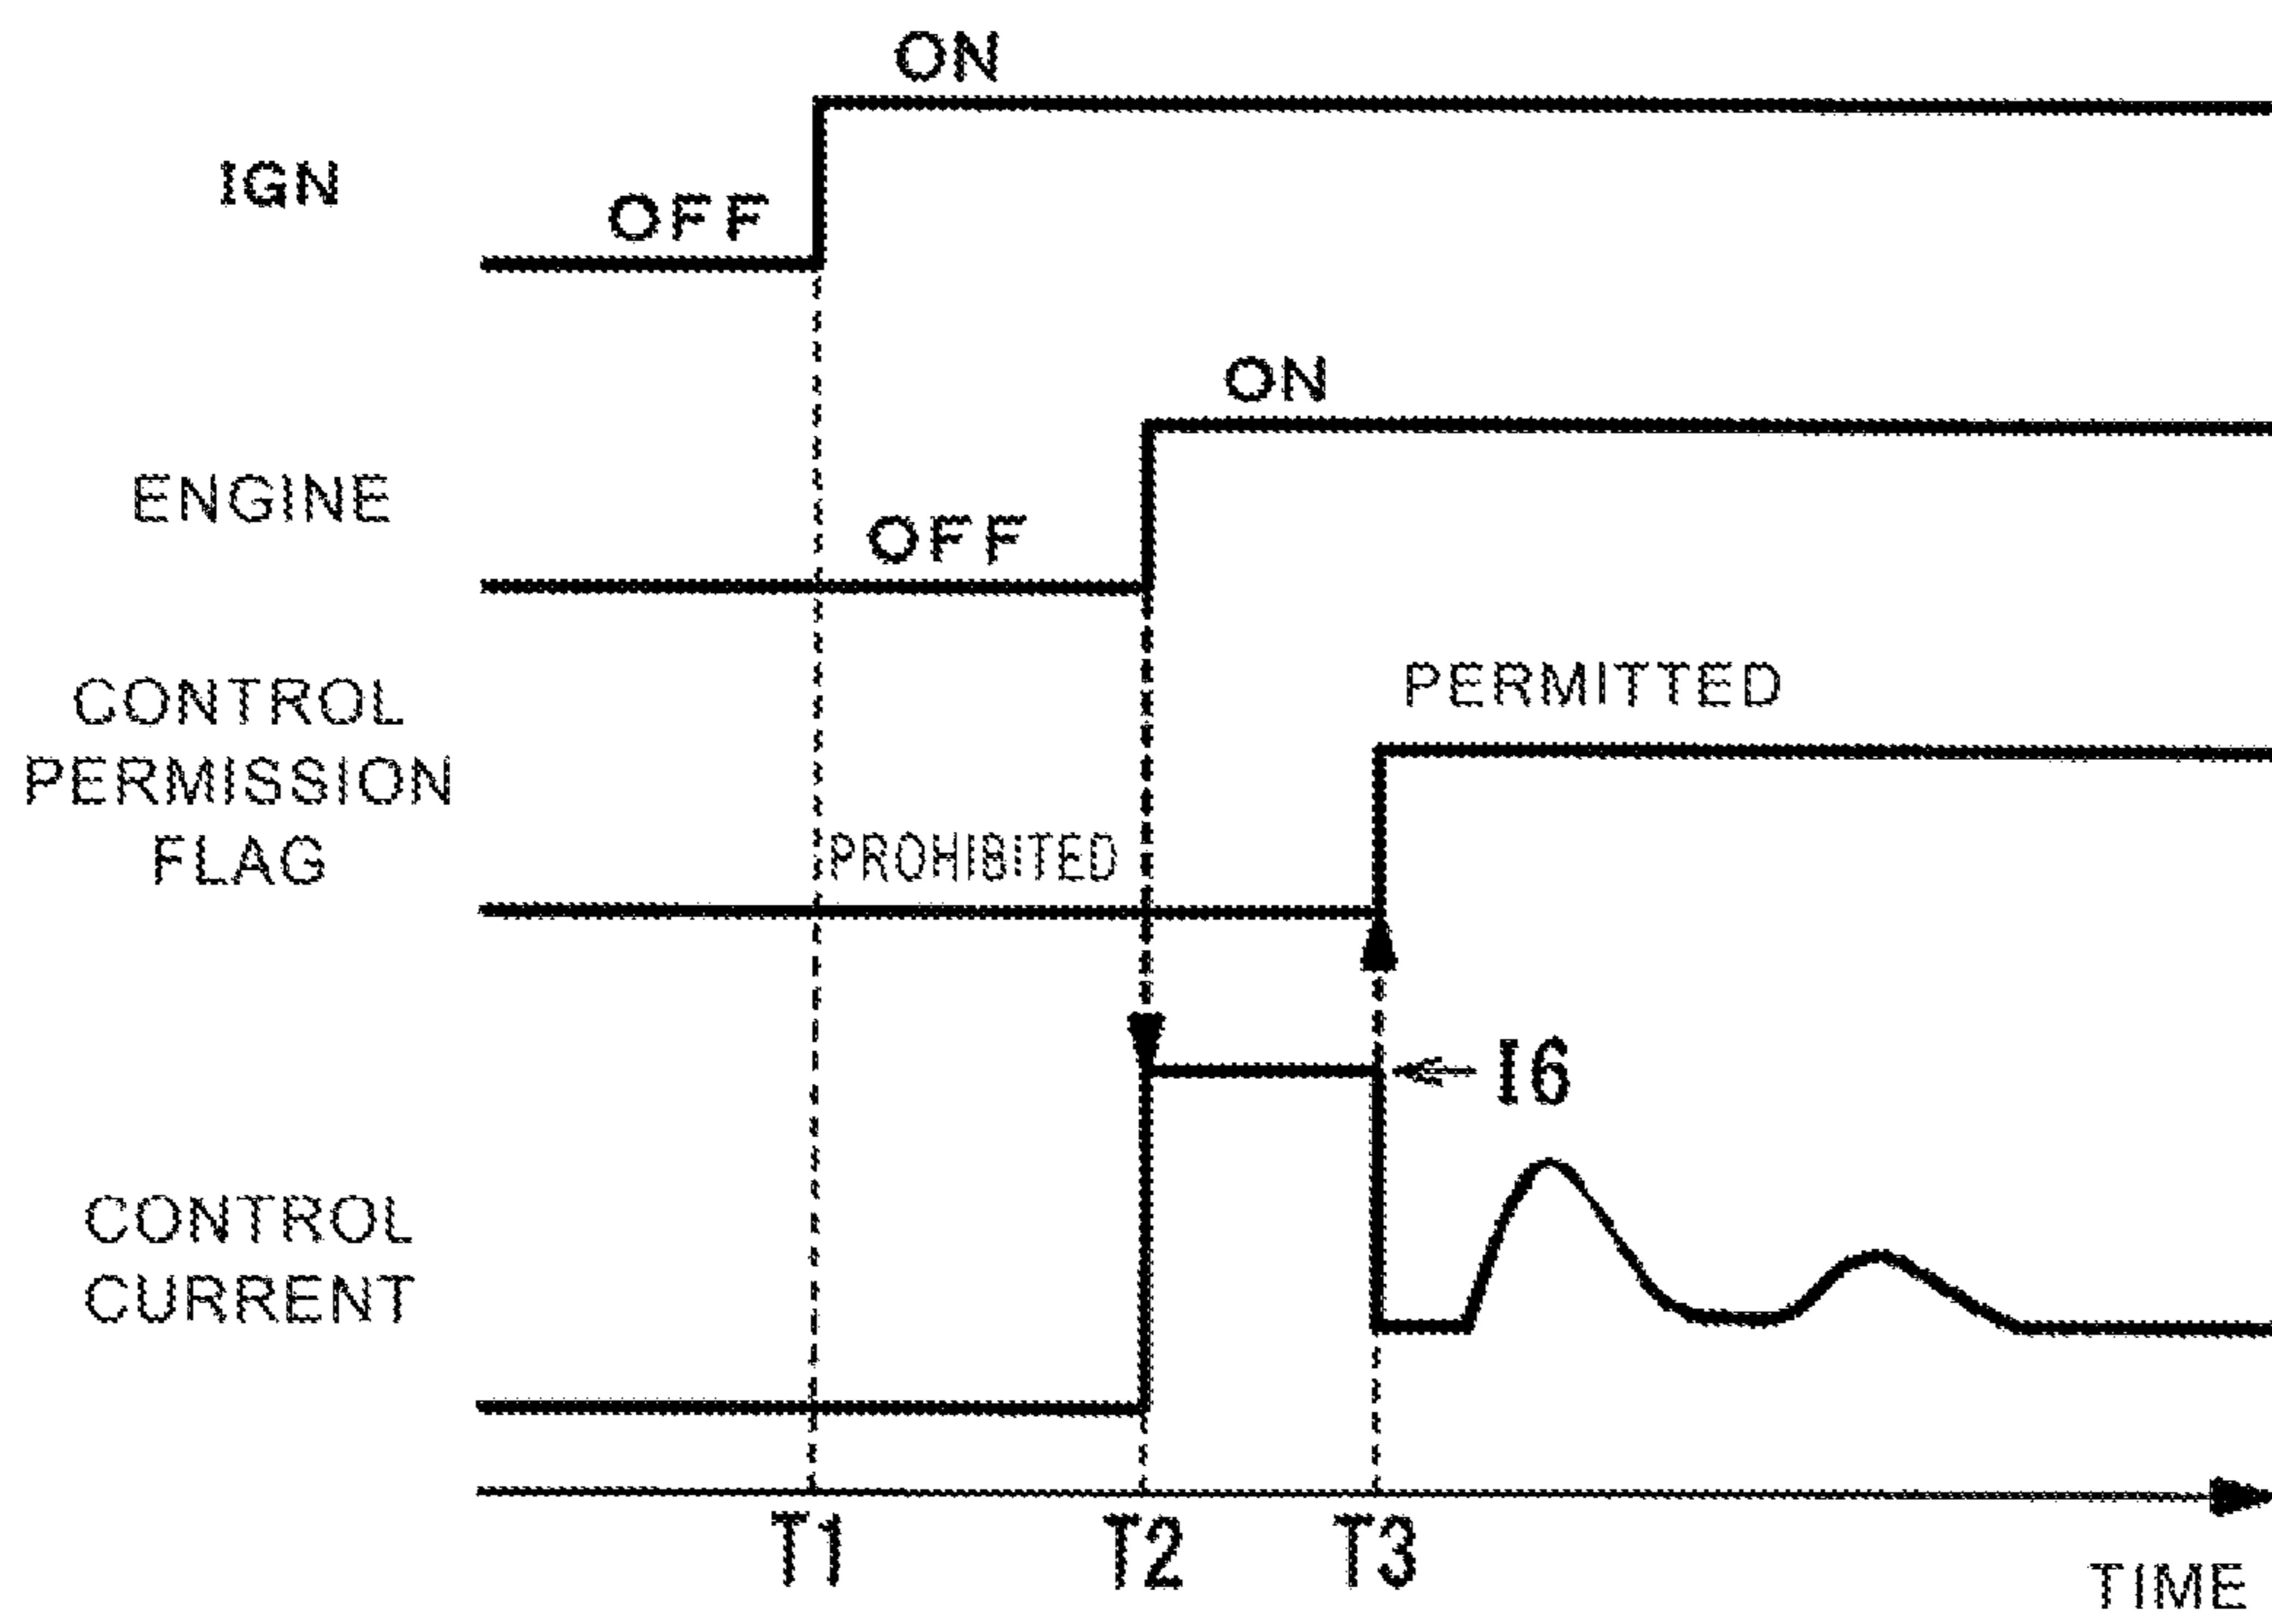 ON
IGN
OFF
ON
ENGINE
OFF
CONTROL
PERMISSION
FLAG
PERMITTED
PROHIBITED
I6
CONTROL
CURRENT
T1
T2
T3
TIME